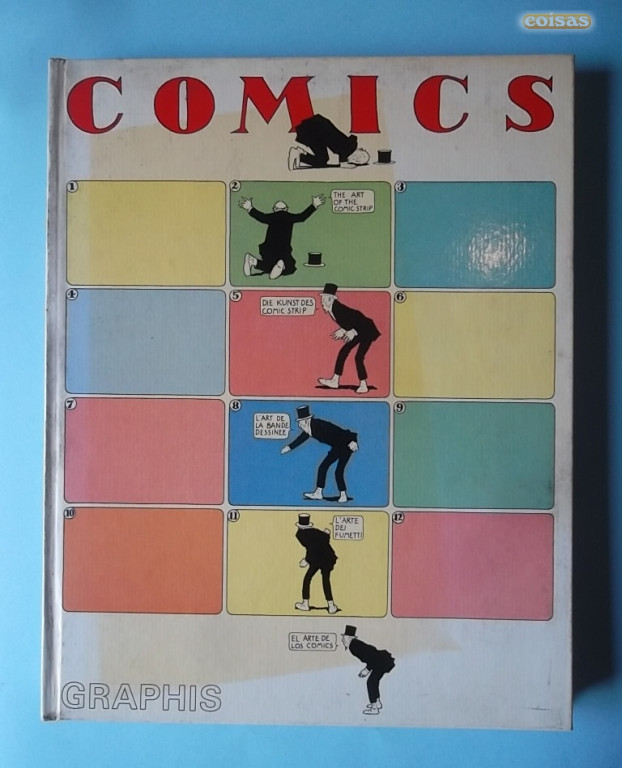 coisas
COMICS
1
2
THE ART
OF THE
COMIC STRIP
3
4
5
DIE KUNST DES
COMIC STRIP
6
7
8
L'ART DE
LA BANDE
DESSINÉE
9
10
11
L'ARTE
DEI
FUMETTI
12
EL ARTE DE
LOS COMICS
GRAPHIS